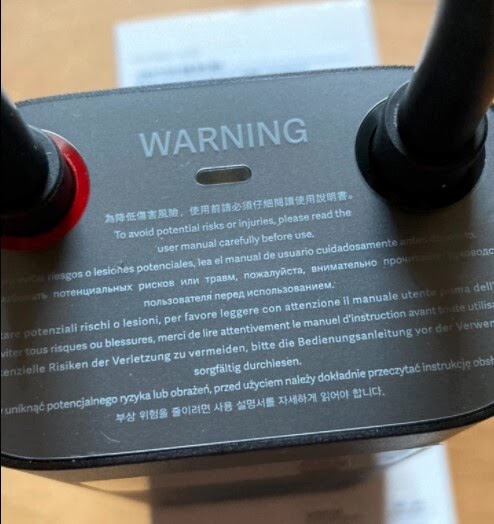 WARNING
為降低傷害風險，使用前請必須仔細閱讀使用說明書。
To avoid potential risks or injuries, please read the
user manual carefully before use.
riesgos o lesiones potenciales, lea el manual de usuario cuidadosamente antes
потенциальных рисков или травм, пожалуйста, внимательно
пользователя перед использованием.
potenziali rischi o lesioni, per favore leggere con attenzione il manuale utente prima dell'
tous risques ou blessures, merci de lire attentivement le manuel d'instruction avant toute
Risiken der Verletzung zu vermeiden, bitte die Bedienungsanleitung vor der
sorgfältig durchlesen.
uniknąć potencjalnego ryzyka lub obrażeń, przed użyciem należy dokładnie przeczytać instrukcję
부상 위험을 줄이려면 사용 설명서를 자세하게 읽어야 합니다.